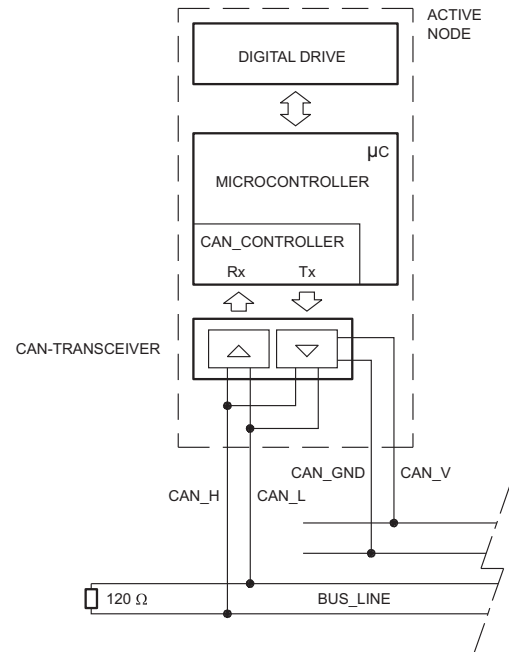 ACTIVE
NODE
DIGITAL DRIVE
µC
MICROCONTROLLER
CAN_CONTROLLER
Rx Tx
CAN-TRANSCEIVER
CAN_GND CAN_V
CAN_H CAN_L
120 Ω BUS_LINE